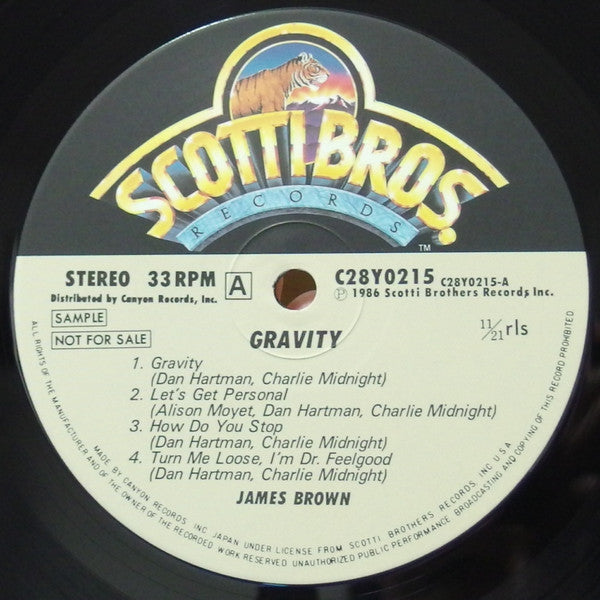 SCOTTI BROS.
RECORDS
TM
STEREO 33 RPM A
Distributed by Canyon Records, Inc.
SAMPLE
NOT FOR SALE
C28Y0215 C28Y0215-A
℗ 1986 Scotti Brothers Records, Inc.
11/21 rls
GRAVITY
1. Gravity
(Dan Hartman, Charlie Midnight)
2. Let's Get Personal
(Alison Moyet, Dan Hartman, Charlie Midnight)
3. How Do You Stop
(Dan Hartman, Charlie Midnight)
4. Turn Me Loose, I'm Dr. Feelgood
(Dan Hartman, Charlie Midnight)
JAMES BROWN
MADE BY CANYON RECORDS, INC. JAPAN UNDER LICENSE FROM SCOTTI BROTHERS RECORDS, INC. U.S.A.
ALL RIGHTS OF THE MANUFACTURER AND OF THE OWNER OF THE RECORDED WORK RESERVED UNAUTHORIZED PUBLIC PERFORMANCE BROADCASTING AND COPYING OF THIS RECORD PROHIBITED